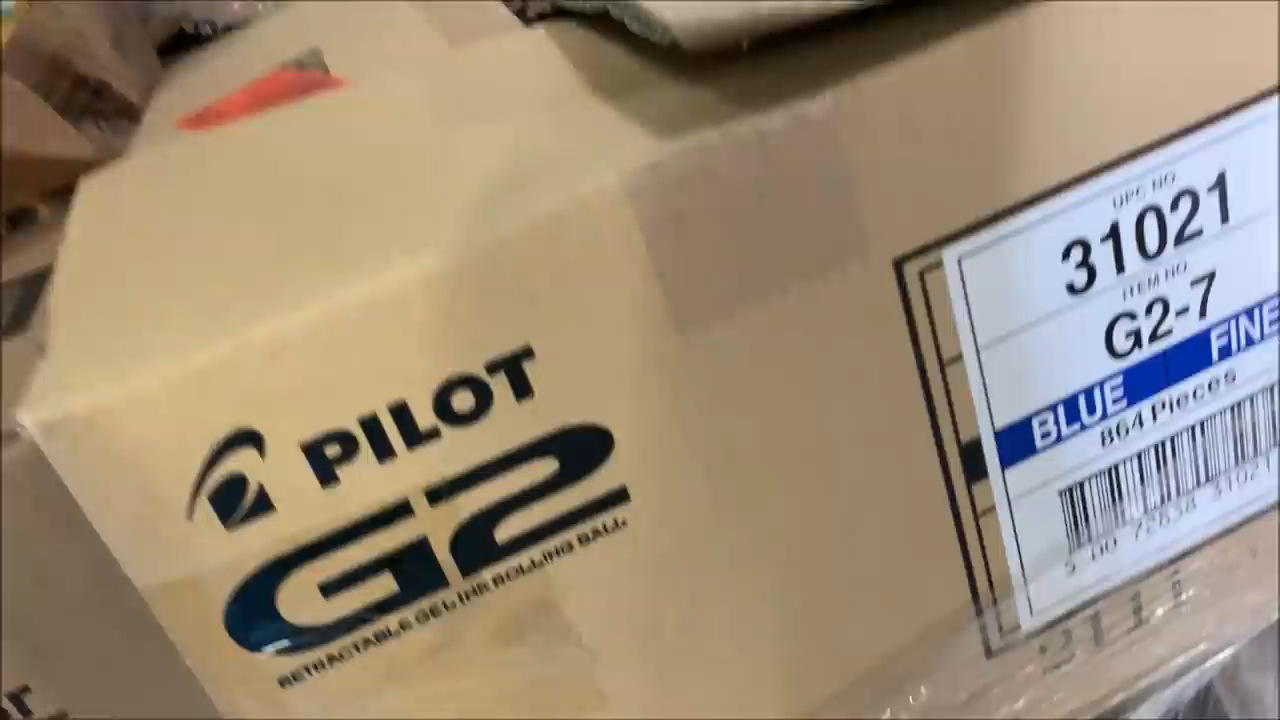 PILOT
G2
RETRACTABLE GEL INK ROLLING BALL
UPC NO
31021
ITEM NO
G2-7
BLUE FINE
864 Pieces